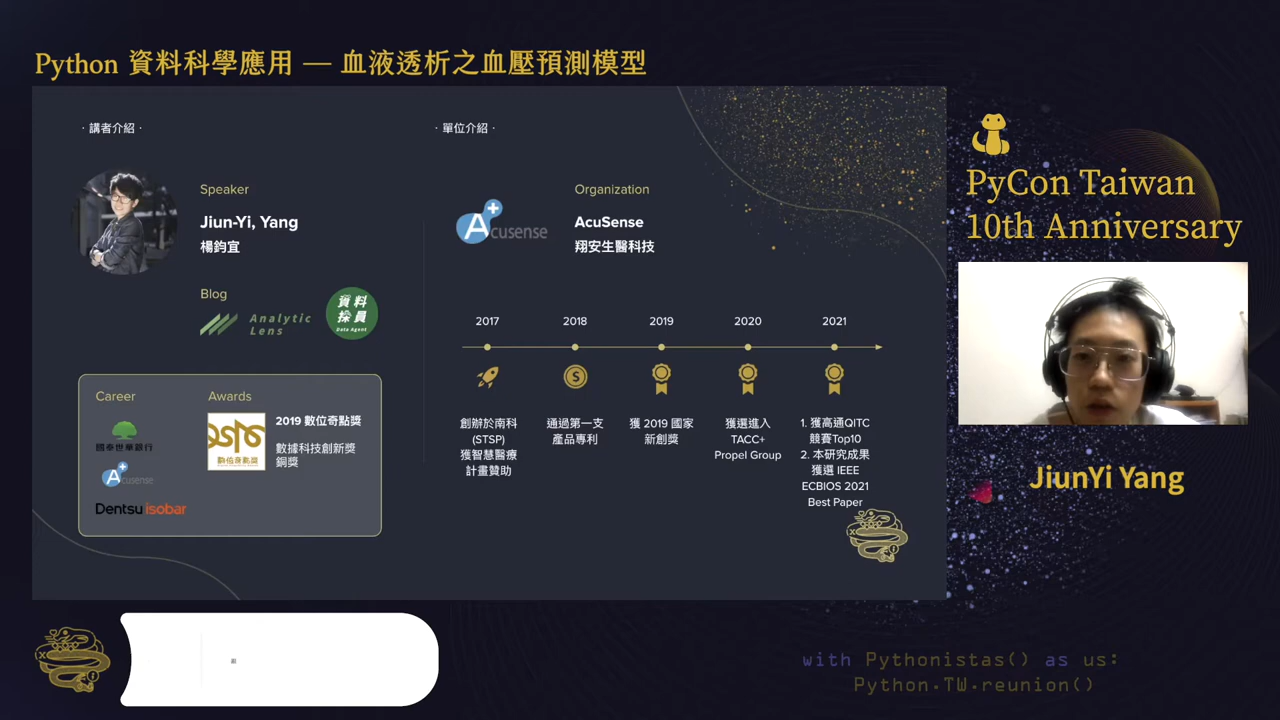 Python 資料科學應用 — 血液透析之血壓預測模型
· 講者介紹 ·
Speaker
Jiun-Yi, Yang
楊鈞宜
Blog
Analytic
Lens
資料
探員
Data Agent
Career
國泰世華銀行
Acusense
Dentsu isobar
Awards
數位奇點獎
2019 數位奇點獎
數據科技創新獎
銅獎
· 單位介紹 ·
Acusense
Organization
AcuSense
翔安生醫科技
2017
2018
2019
2020
2021
創辦於南科
(STSP)
獲智慧醫療
計畫贊助
通過第一支
產品專利
獲 2019 國家
新創獎
獲選進入
TACC+
Propel Group
1. 獲高通QITC
競賽Top10
2. 本研究成果
獲選 IEEE
ECBIOS 2021
Best Paper
PyCon Taiwan
10th Anniversary
JiunYi Yang
with Pythonistas() as us:
Python.TW.reunion()